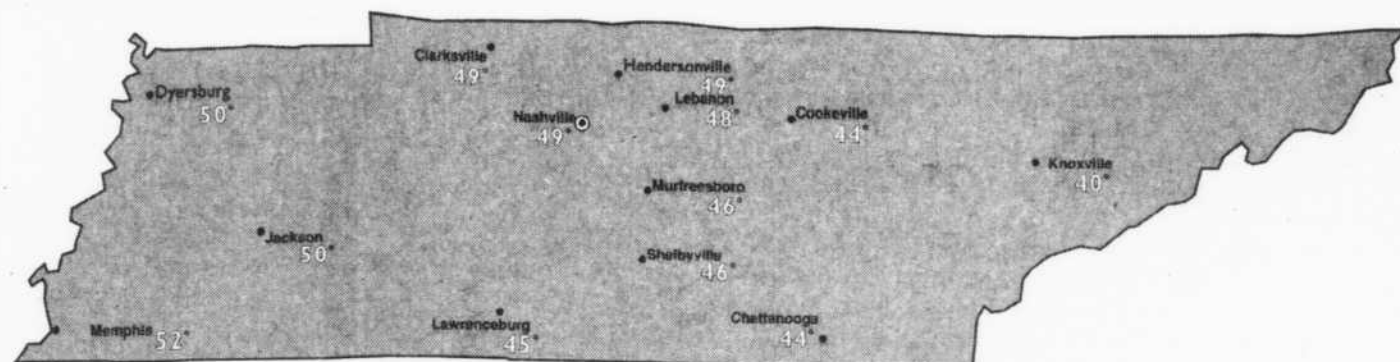 Clarksville
49°
Hendersonville
49°
Dyersburg
50°
Lebanon
48°
Nashville
49°
Cookeville
44°
Knoxville
40°
Murfreesboro
46°
Jackson
50°
Shelbyville
46°
Memphis
52°
Lawrenceburg
45°
Chattanooga
44°